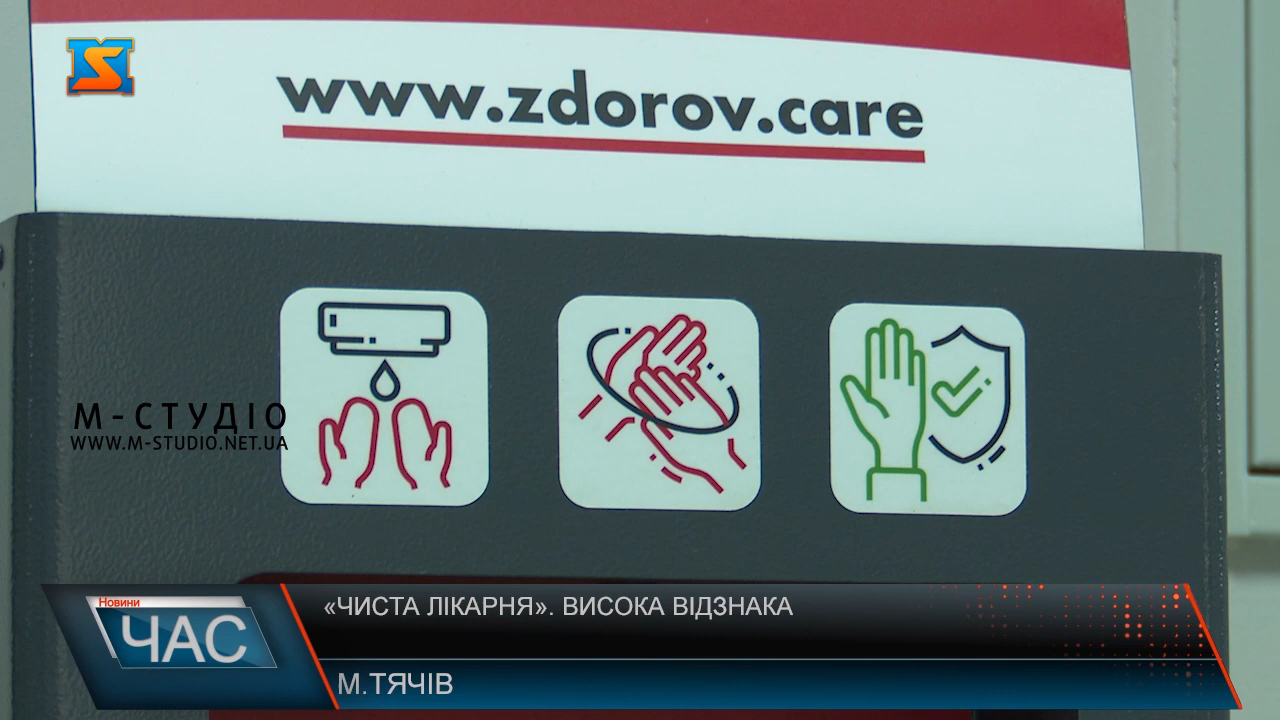 www.zdorov.care
М-СТУДІО
WWW.M-STUDIO.NET.UA
Новини
ЧАС
«ЧИСТА ЛІКАРНЯ». ВИСОКА ВІДЗНАКА
М.ТЯЧІВ